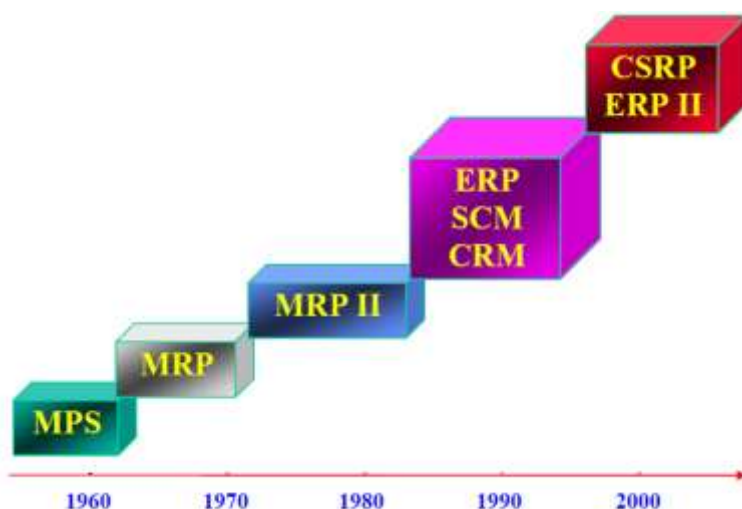 CSRP
ERP II
ERP
SCM
CRM
MRP II
MRP
MPS
1960 1970 1980 1990 2000